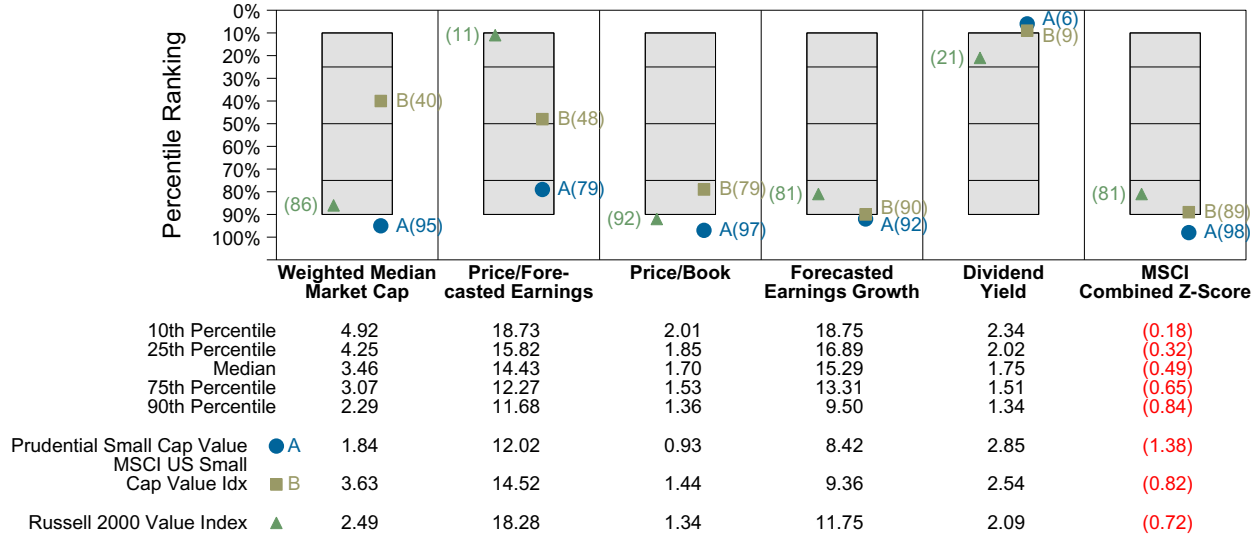 Percentile Ranking
0%
10%
20%
30%
40%
50%
60%
70%
80%
90%
100%
(86)
B(40)
A(95)
(11)
B(48)
A(79)
(92)
B(79)
A(97)
(81)
B(90)
A(92)
(21)
A(6)
B(9)
(81)
B(89)
A(98)
Weighted Median
Market Cap
Price/Fore-
casted Earnings
Price/Book
Forecasted
Earnings Growth
Dividend
Yield
MSCI
Combined Z-Score
10th Percentile 4.92 18.73 2.01 18.75 2.34 (0.18)
25th Percentile 4.25 15.82 1.85 16.89 2.02 (0.32)
Median 3.46 14.43 1.70 15.29 1.75 (0.49)
75th Percentile 3.07 12.27 1.53 13.31 1.51 (0.65)
90th Percentile 2.29 11.68 1.36 9.50 1.34 (0.84)
Prudential Small Cap Value A 1.84 12.02 0.93 8.42 2.85 (1.38)
MSCI US Small
Cap Value Idx B 3.63 14.52 1.44 9.36 2.54 (0.82)
Russell 2000 Value Index 2.49 18.28 1.34 11.75 2.09 (0.72)